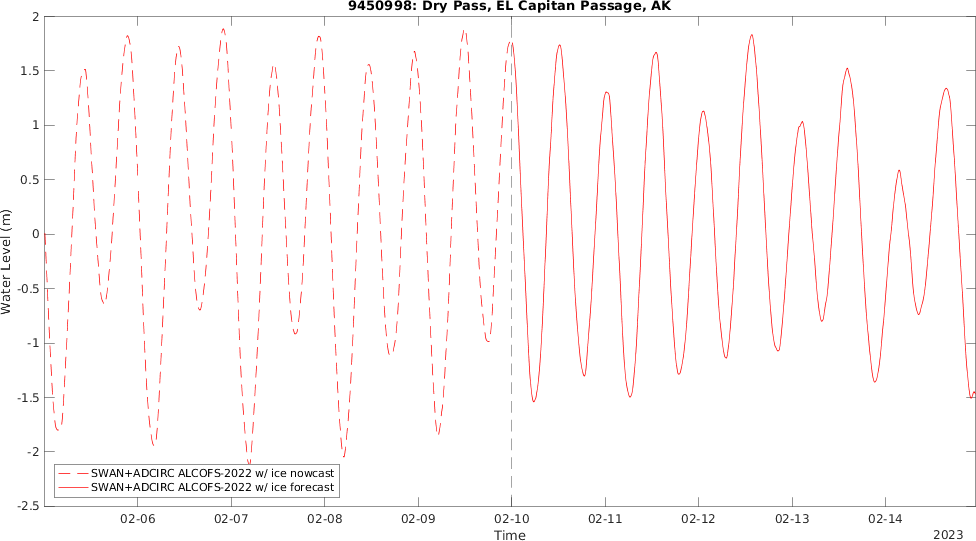 9450998: Dry Pass, EL Capitan Passage, AK
2
1.5
1
0.5
0
-0.5
-1
-1.5
-2
-2.5
Water Level (m)
SWAN+ADCIRC ALCOFS-2022 w/ ice nowcast
SWAN+ADCIRC ALCOFS-2022 w/ ice forecast
02-06 02-07 02-08 02-09 02-10 02-11 02-12 02-13 02-14
Time
2023